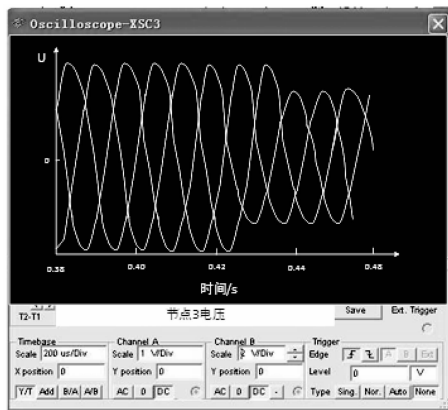 Oscilloscope-XSC3
U
0
0.38 0.40 0.42 0.44 0.46
时间/s
T2-T1 节点3电压 Save Ext. Trigger
Timebase Channel A Channel B Trigger
Scale 200 us/Div Scale 1 V/Div Scale V/Div Edge A B Ext
X position 0 Y position 0 Y position 0 Level 0 V
Y/T Add B/A A/B AC 0 DC AC 0 DC - Type Sing. Nor. Auto None